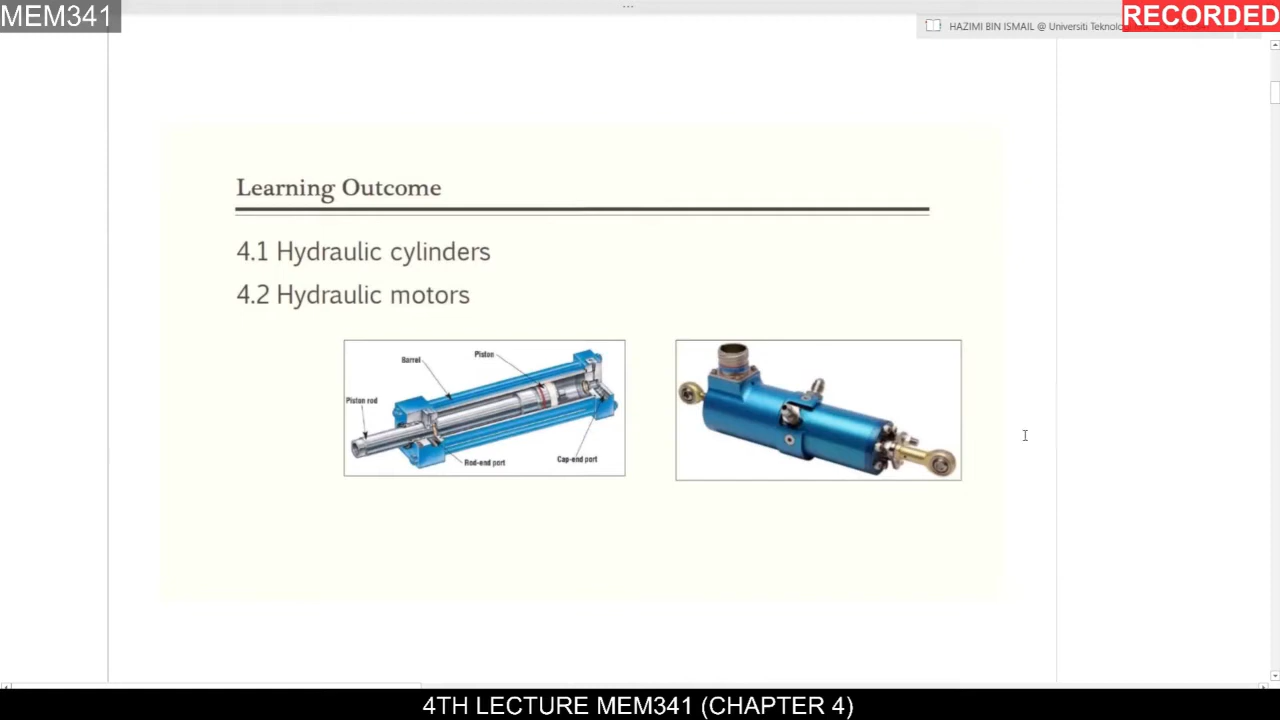 MEM341
RECORDED
HAZIMI BIN ISMAIL @ Universiti
Learning Outcome
4.1 Hydraulic cylinders
4.2 Hydraulic motors
Barrel
Piston
Piston rod
Rod-end port
Cap-end port
4TH LECTURE MEM341 (CHAPTER 4)